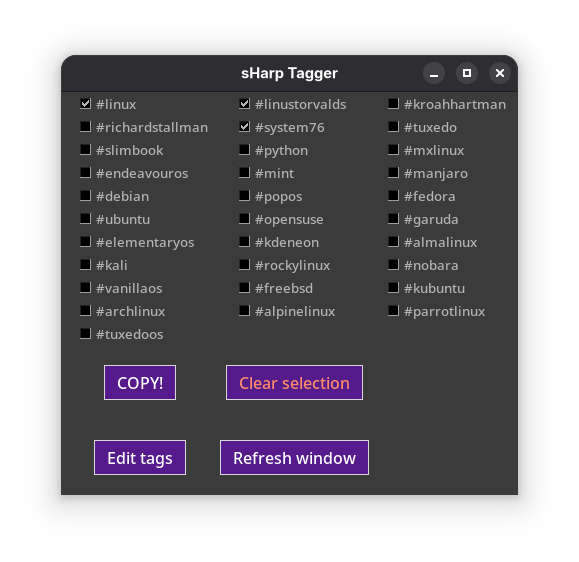 sHarp Tagger
#linux #linustorvalds #kroahhartman
#richardstallman #system76 #tuxedo
#slimbook #python #mxlinux
#endeavouros #mint #manjaro
#debian #popos #fedora
#ubuntu #opensuse #garuda
#elementaryos #kdeneon #almalinux
#kali #rockylinux #nobara
#vanillaos #freebsd #kubuntu
#archlinux #alpinelinux #parrotlinux
#tuxedoos
COPY! Clear selection
Edit tags Refresh window